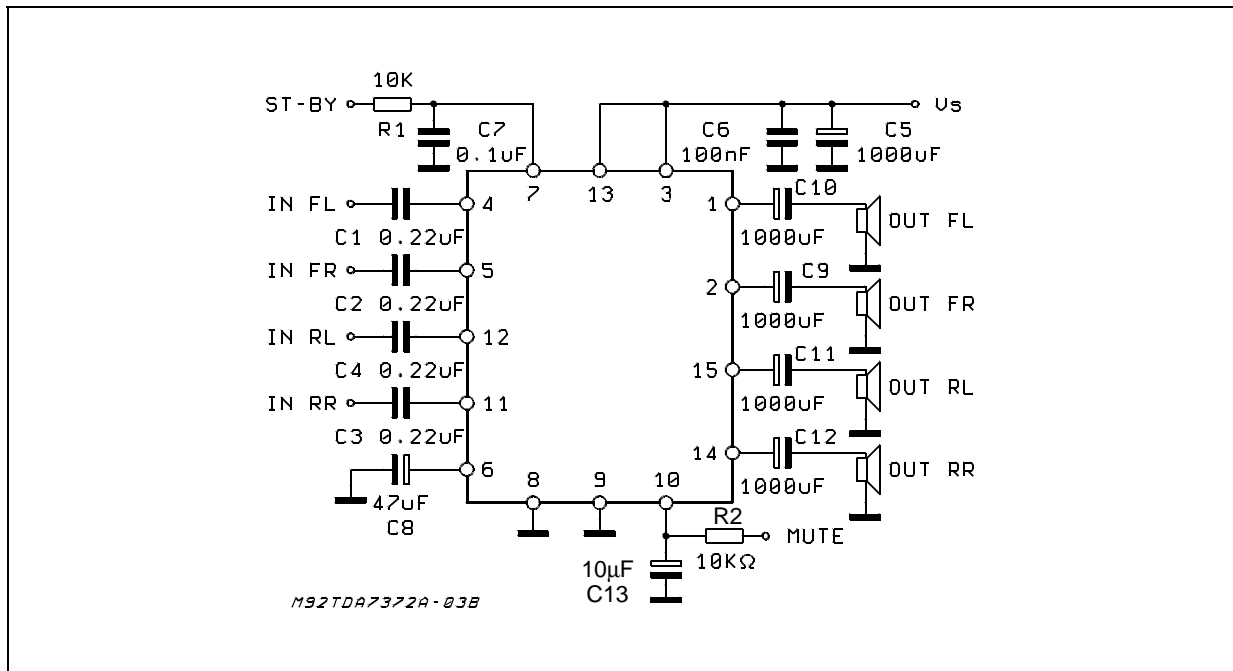 10K
ST-BY
Vs
R1
C7
0.1uF
C6
100nF
C5
1000uF
7
13
3
IN FL
4
C1 0.22uF
1
C10
1000uF
OUT FL
IN FR
5
C2 0.22uF
2
C9
1000uF
OUT FR
IN RL
12
C4 0.22uF
15
C11
1000uF
OUT RL
IN RR
11
C3 0.22uF
14
C12
1000uF
OUT RR
6
47uF
C8
8
9
10
R2
10KΩ
MUTE
10μF
C13
M92TDA7372A-03B